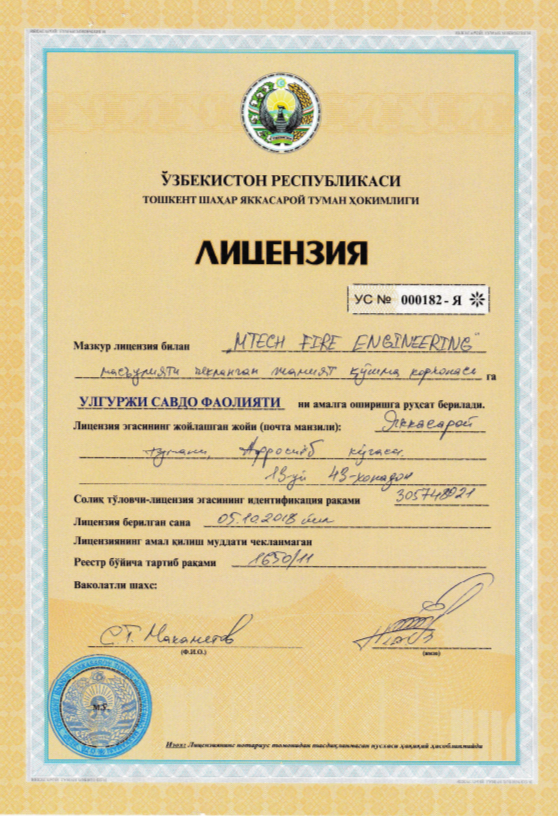 ЎЗБЕКИСТОН РЕСПУБЛИКАСИ
ТОШКЕНТ ШАҲАР ЯККАСАРОЙ ТУМАН ҲОКИМЛИГИ
ЛИЦЕНЗИЯ
УС № 000182 - Я
Мазкур лицензия билан „MTECH FIRE ENGINEERING"
масъулияти чекланган жамият қўшма корхонаси га
УЛГУРЖИ САВДО ФАОЛИЯТИ ни амалга оширишга рухсат берилади.
Лицензия эгасининг жойлашган жойи (почта манзили): Яккасарой
тумани, Афросиёб кўчаси,
13-уй 43-хонадон
Солиқ тўловчи-лицензия эгасининг идентификация рақами 305748921
Лицензия берилган сана 05.10.2018 йил
Лицензиянинг амал қилиш муддати чекланмаган
Реестр бўйича тартиб рақами 1650/11
Ваколатли шахс:
С.Т. Махаметов
(Ф.И.О.) (имзо)
Изоҳ: Лицензиянинг нотариус томонидан тасдиқланмаган нусхаси ҳақиқий ҳисобланмайди